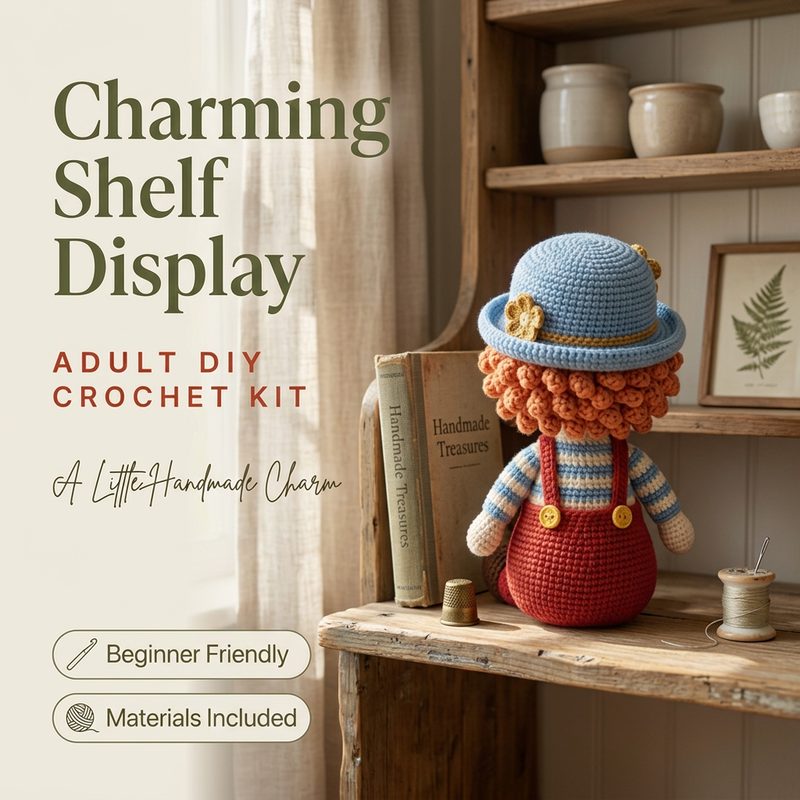 Charming
Shelf
Display
ADULT DIY
CROCHET KIT
A Little Handmade Charm
Beginner Friendly
Materials Included
Handmade Treasures
Handmade
Treasures